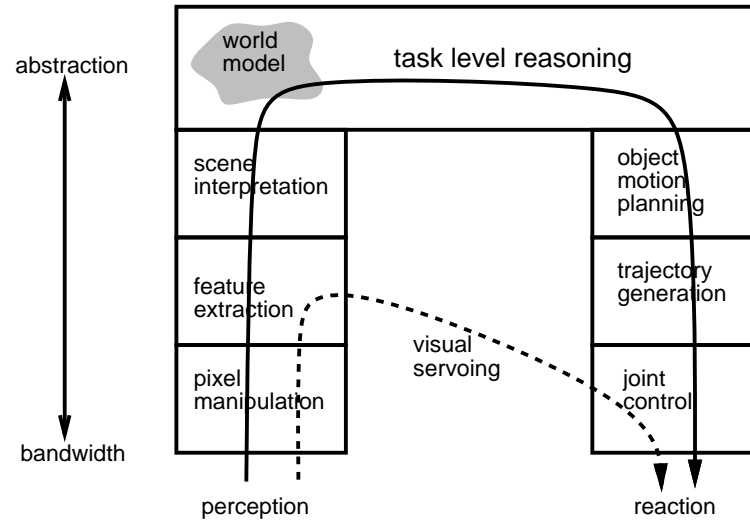 abstraction
bandwidth
world
model
task level reasoning
scene
interpretation
feature
extraction
pixel
manipulation
perception
visual
servoing
object
motion
planning
trajectory
generation
joint
control
reaction